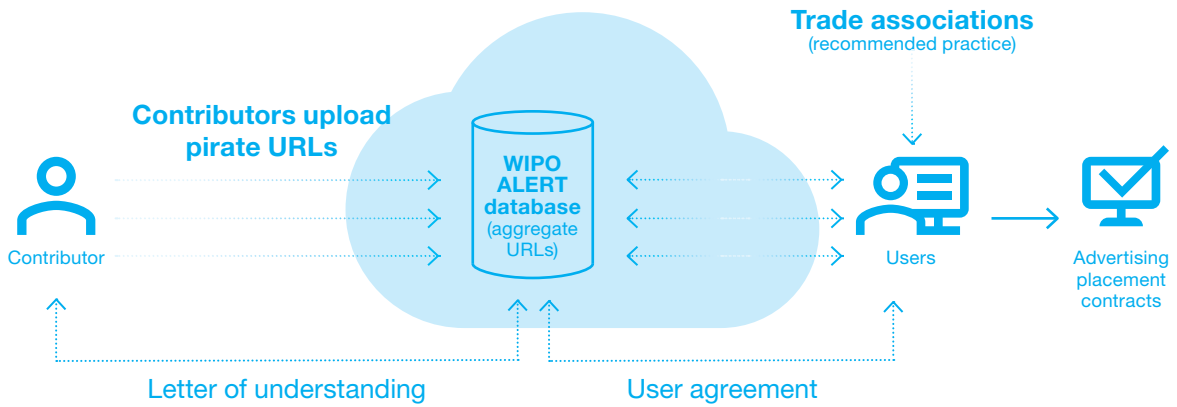 Trade associations
(recommended practice)
Contributors upload
pirate URLs
WIPO
ALERT
database
(aggregate
URLs)
Contributor
Users
Advertising
placement
contracts
Letter of understanding
User agreement